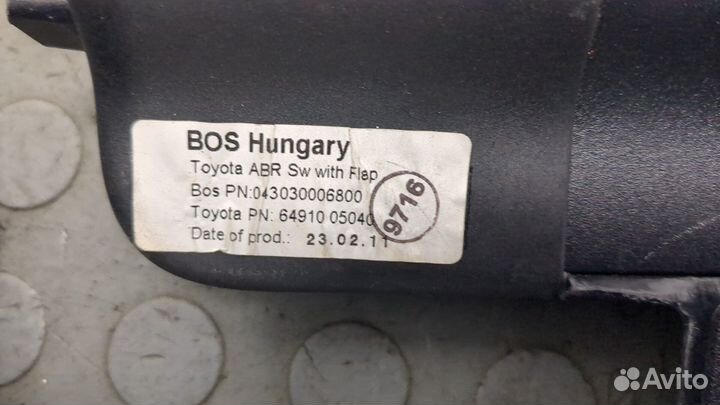 BOS Hungary
Toyota ABR Sw with Flap
Bos PN:043030006800
Toyota PN: 64910 05040
Date of prod.: 23.02.11
9716
Avito